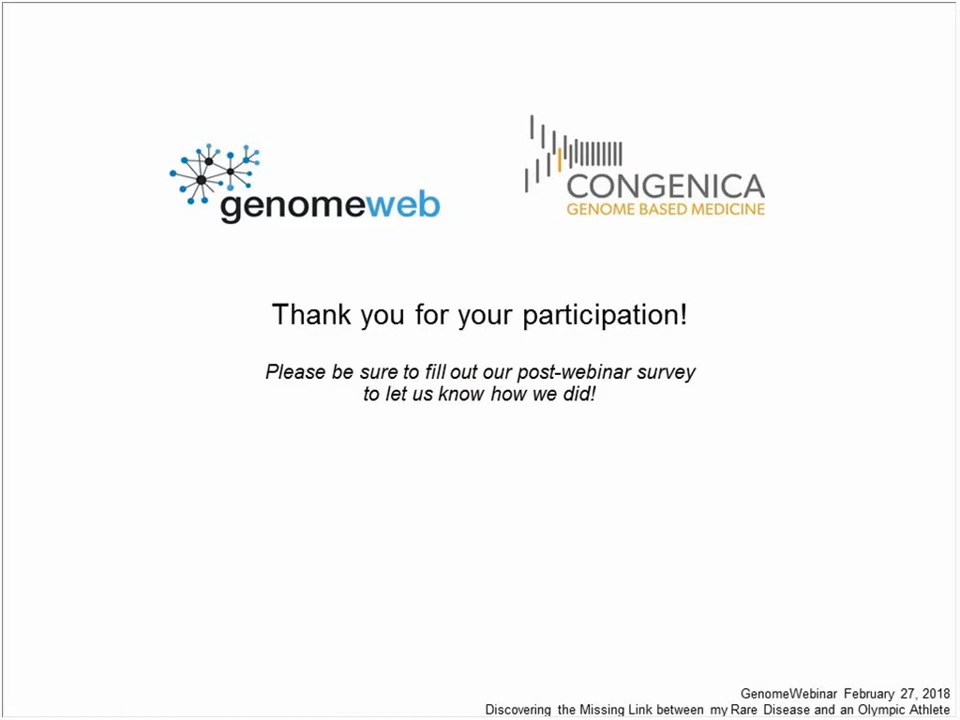 genomeweb
CONGENICA
GENOME BASED MEDICINE
Thank you for your participation!
Please be sure to fill out our post-webinar survey
to let us know how we did!
GenomeWebinar February 27, 2018
Discovering the Missing Link between my Rare Disease and an Olympic Athlete